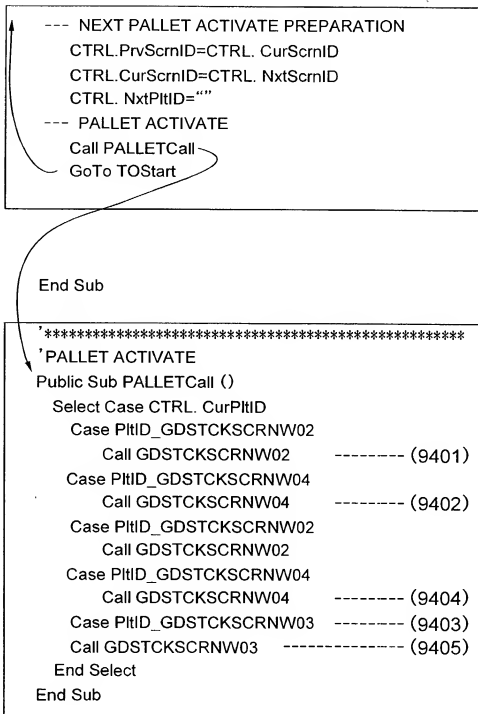 --- NEXT PALLET ACTIVATE PREPARATION
CTRL.PrvScrnID=CTRL. CurScrnID
CTRL.CurScrnID=CTRL. NxtScrnID
CTRL. NxtPltID=“”
--- PALLET ACTIVATE
Call PALLETCall
GoTo TOStart
End Sub
'****************************************************
'PALLET ACTIVATE
Public Sub PALLETCall ()
Select Case CTRL. CurPltID
Case PltID_GDSTCKSCRNW02
Call GDSTCKSCRNW02 -------- (9401)
Case PltID_GDSTCKSCRNW04
Call GDSTCKSCRNW04 -------- (9402)
Case PltID_GDSTCKSCRNW02
Call GDSTCKSCRNW02
Case PltID_GDSTCKSCRNW04
Call GDSTCKSCRNW04 -------- (9404)
Case PltID_GDSTCKSCRNW03 -------- (9403)
Call GDSTCKSCRNW03 ------------- (9405)
End Select
End Sub